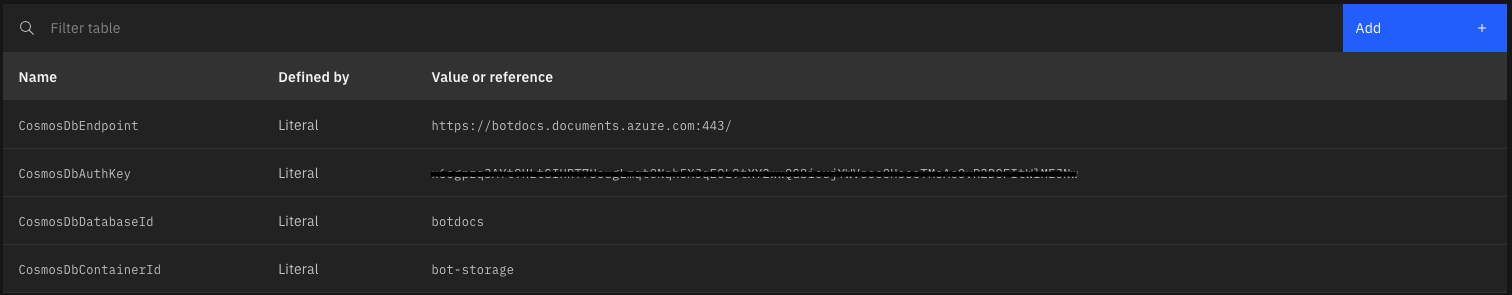 Filter table
Add +
Name Defined by Value or reference
CosmosDbEndpoint Literal https://botdocs.documents.azure.com:443/
CosmosDbAuthKey Literal
CosmosDbDatabaseId Literal botdocs
CosmosDbContainerId Literal bot-storage